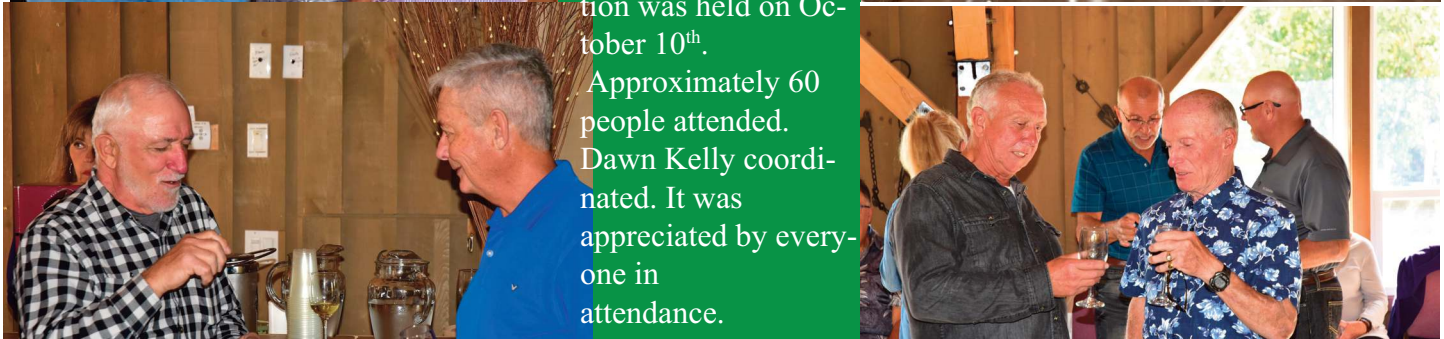 tion was held on Oc-
tober 10th.
Approximately 60
people attended.
Dawn Kelly coordi-
nated. It was
appreciated by every-
one in
attendance.